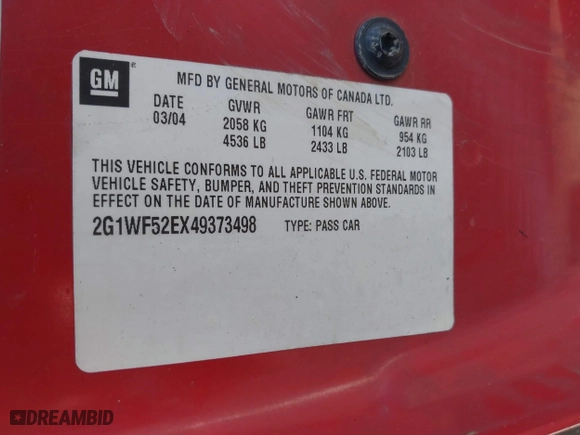 GM
MFD BY GENERAL MOTORS OF CANADA LTD.
DATE GVWR GAWR FRT GAWR RR
03/04 2058 KG 1104 KG 954 KG
4536 LB 2433 LB 2103 LB
THIS VEHICLE CONFORMS TO ALL APPLICABLE U.S. FEDERAL MOTOR
VEHICLE SAFETY, BUMPER, AND THEFT PREVENTION STANDARDS IN
EFFECT ON THE DATE OF MANUFACTURE SHOWN ABOVE.
2G1WF52EX49373498 TYPE: PASS CAR
DREAMBID